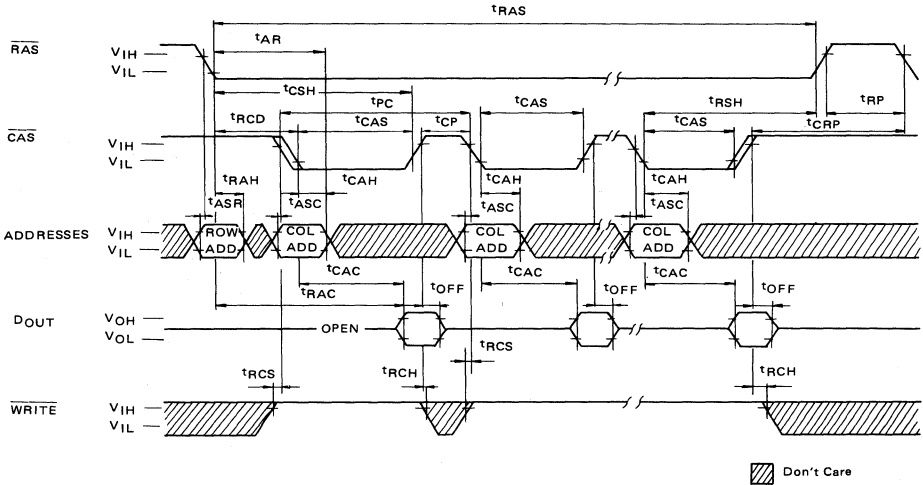 tRAS
tAR
RAS
VIH
VIL
tCSH
tPC
tCAS
tRSH
tRP
tRCD
tCAS
tCP
tCAS
tCRP
CAS
VIH
VIL
tRAH
tCAH
tCAH
tCAH
tASR
tASC
tASC
tASC
ADDRESSES
VIH
VIL
ROW ADD
COL ADD
COL ADD
COL ADD
tCAC
tCAC
tCAC
tRAC
tOFF
tOFF
tOFF
DOUT
VOH
VOL
OPEN
tRCS
tRCS
tRCH
tRCH
WRITE
VIH
VIL
Don't Care